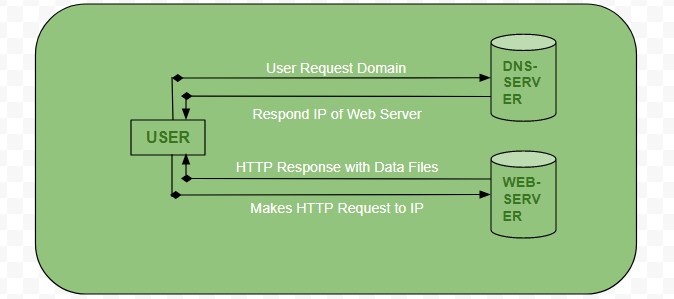 User Request Domain
DNS-
SERV
ER
Respond IP of Web Server
USER
HTTP Response with Data Files
WEB-
SERV
ER
Makes HTTP Request to IP